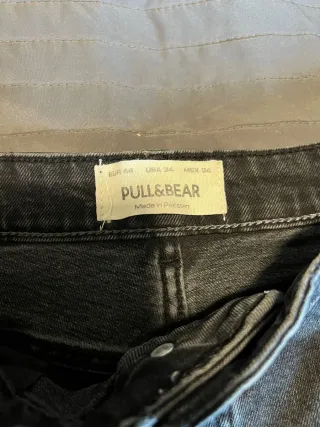 EUR 44 USA 34 MEX 34
PULL&BEAR
Made in Pakistan